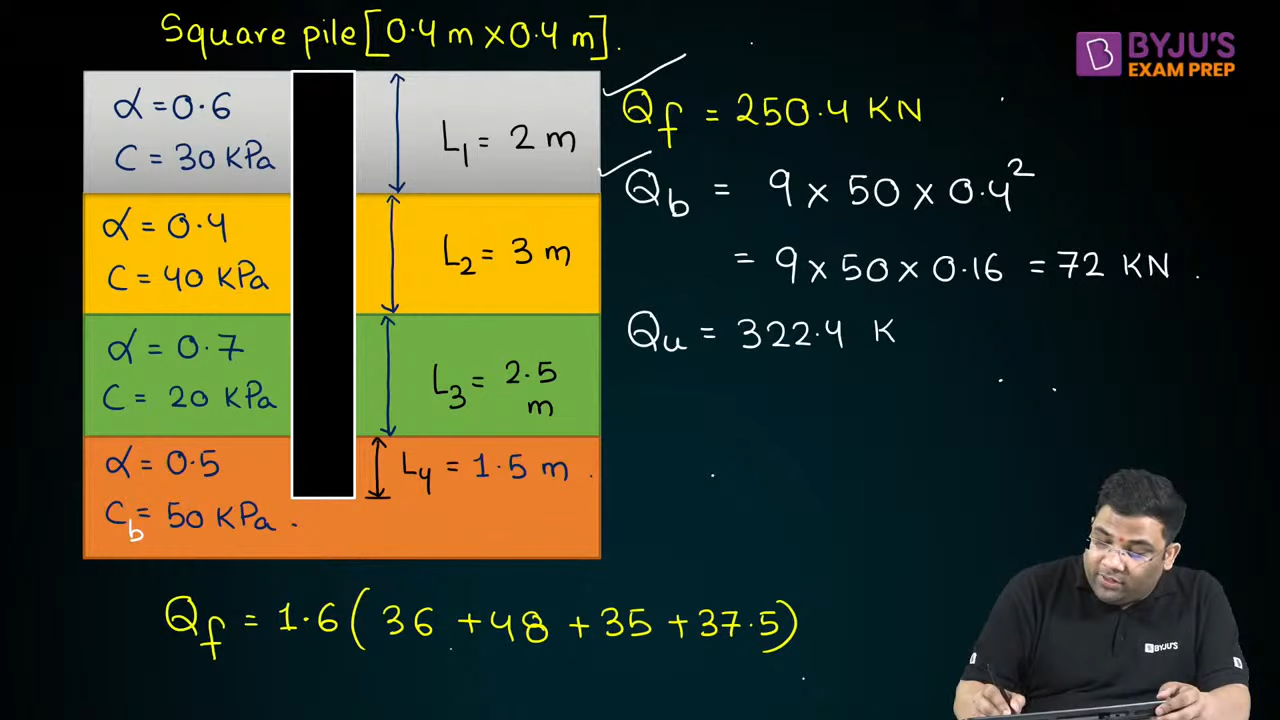 Square pile [0.4 m x 0.4 m].
BYJU'S
EXAM PREP
α = 0.6
C = 30 KPa
L1 = 2 m
α = 0.4
C = 40 KPa
L2 = 3 m
α = 0.7
C = 20 KPa
L3 = 2.5
m
α = 0.5
Cb = 50 KPa.
L4 = 1.5 m.
Qf = 250.4 KN
Qb = 9 x 50 x 0.4²
= 9 x 50 x 0.16 = 72 KN.
Qu = 322.4 K
Qf = 1.6 ( 36 + 48 + 35 + 37.5)
BYJU'S